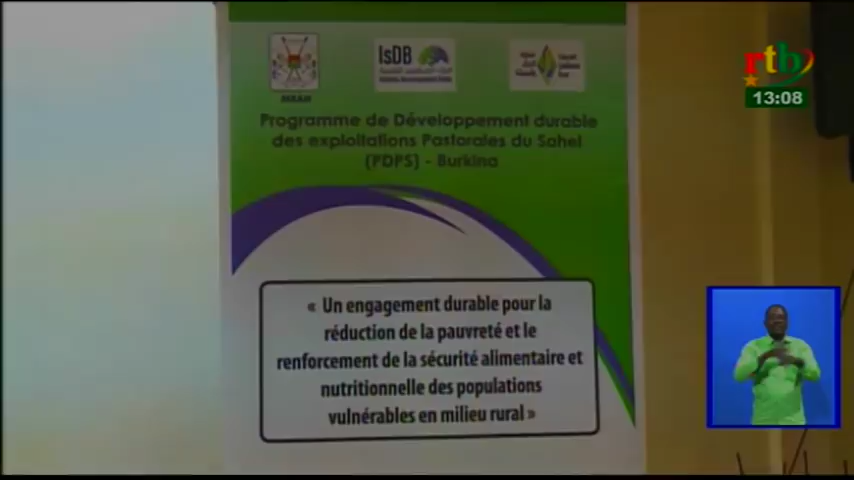 IsDB
rtb
13:08
Programme de Développement durable
des exploitations Pastorales du Sahel
(PDPS) - Burkina
« Un engagement durable pour la
réduction de la pauvreté et le
renforcement de la sécurité alimentaire et
nutritionnelle des populations
vulnérables en milieu rural »